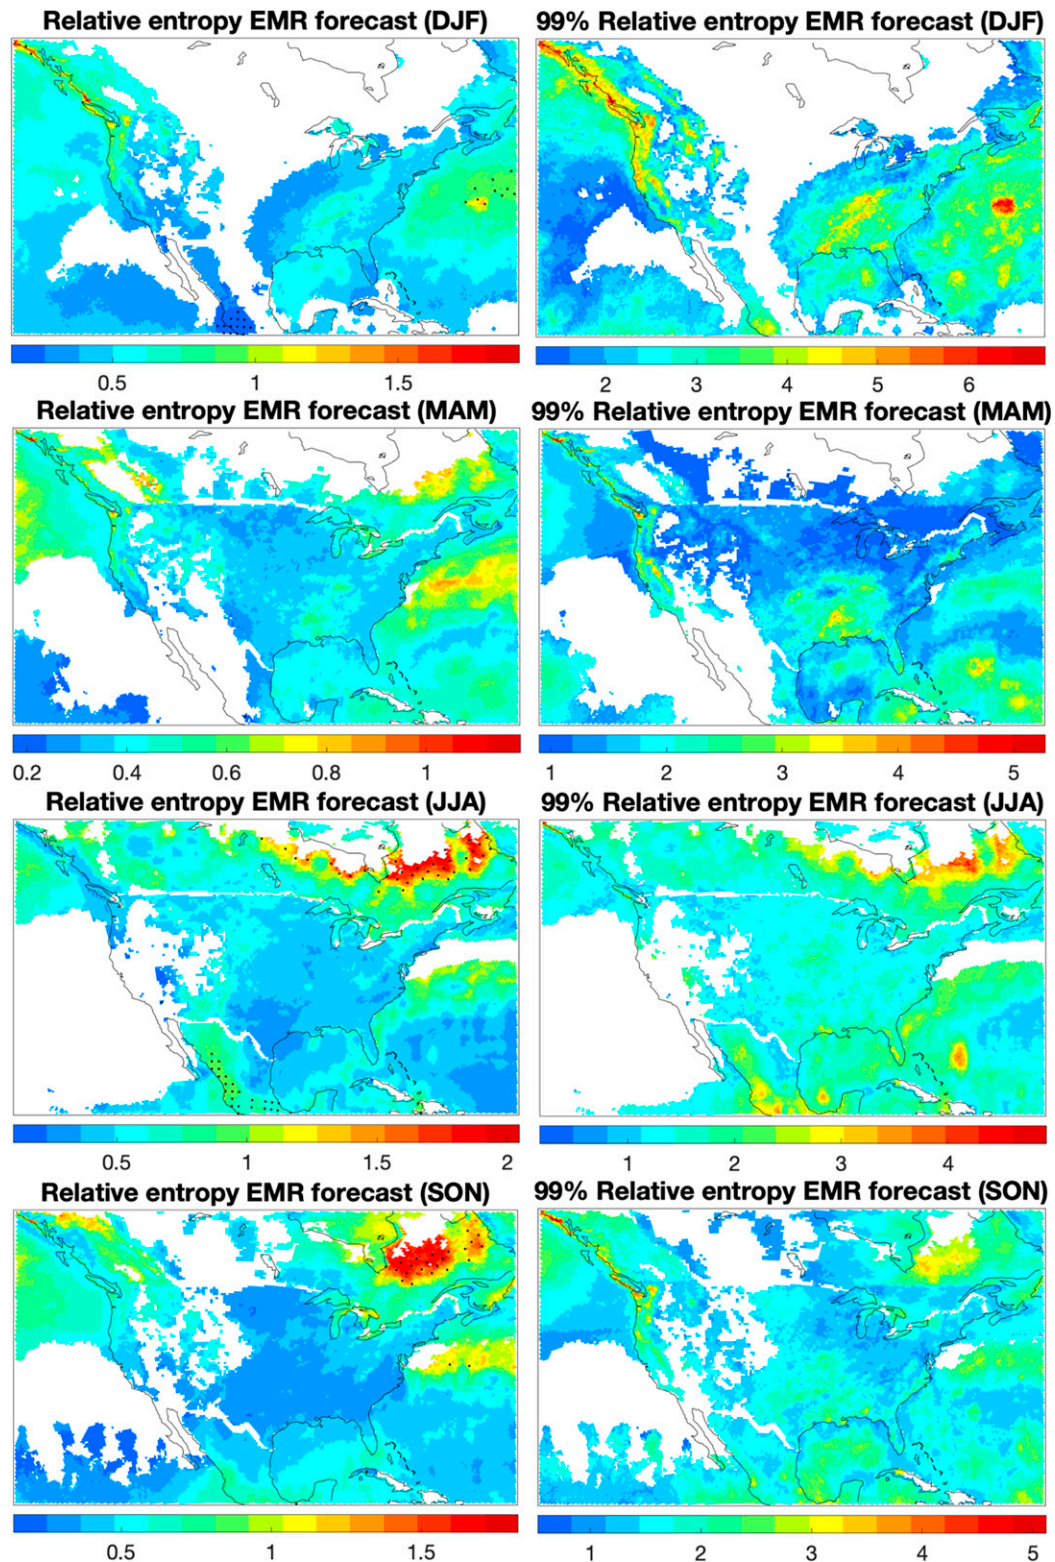 Relative entropy EMR forecast (DJF)
99% Relative entropy EMR forecast (DJF)
0.5 1 1.5
2 3 4 5 6
Relative entropy EMR forecast (MAM)
99% Relative entropy EMR forecast (MAM)
0.2 0.4 0.6 0.8 1
1 2 3 4 5
Relative entropy EMR forecast (JJA)
99% Relative entropy EMR forecast (JJA)
0.5 1 1.5 2
1 2 3 4
Relative entropy EMR forecast (SON)
99% Relative entropy EMR forecast (SON)
0.5 1 1.5
1 2 3 4 5